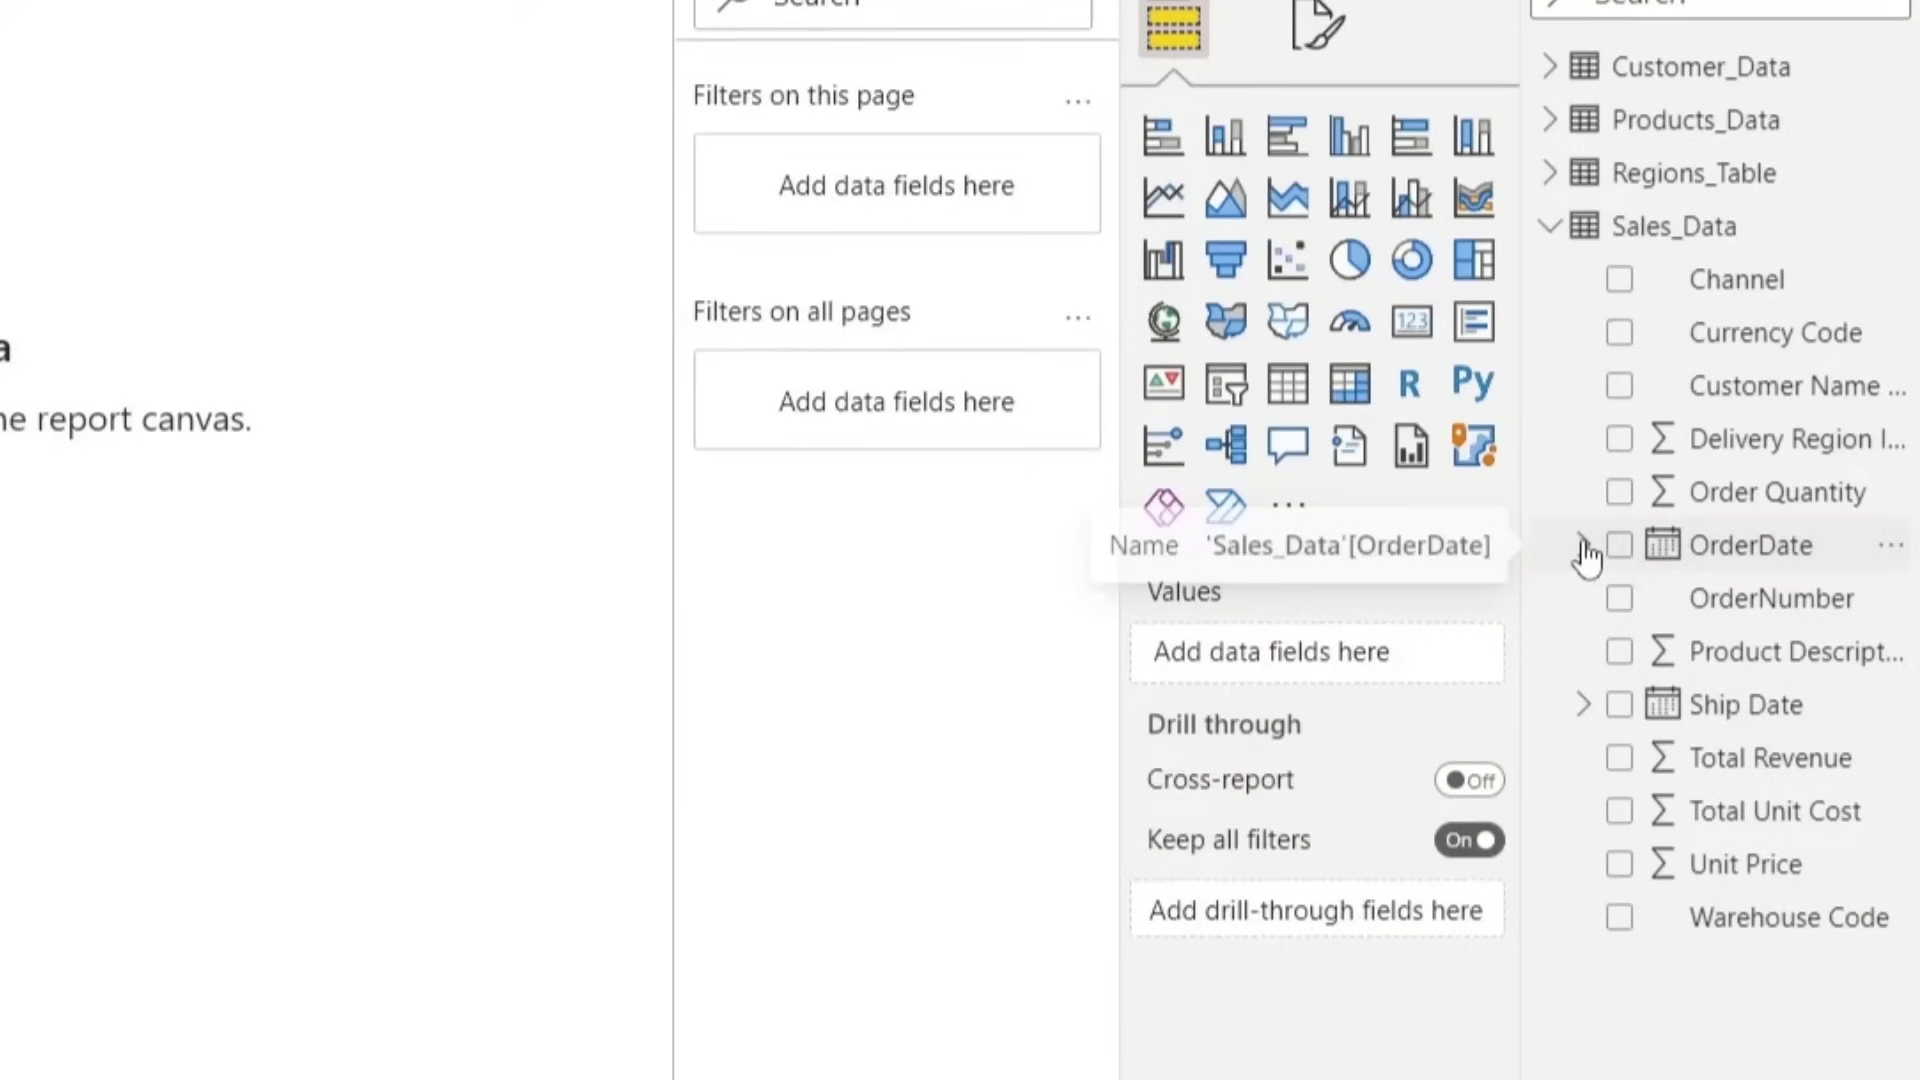 Search
Filters on this page
...
Add data fields here
Filters on all pages
...
Add data fields here
a
he report canvas.
123
R
Py
...
Name 'Sales_Data'[OrderDate]
Values
Add data fields here
Drill through
Cross-report
Off
Keep all filters
On
Add drill-through fields here
Search
Customer_Data
Products_Data
Regions_Table
Sales_Data
Channel
Currency Code
Customer Name ...
Σ Delivery Region I...
Σ Order Quantity
OrderDate ...
OrderNumber
Σ Product Descript...
Ship Date
Σ Total Revenue
Σ Total Unit Cost
Σ Unit Price
Warehouse Code